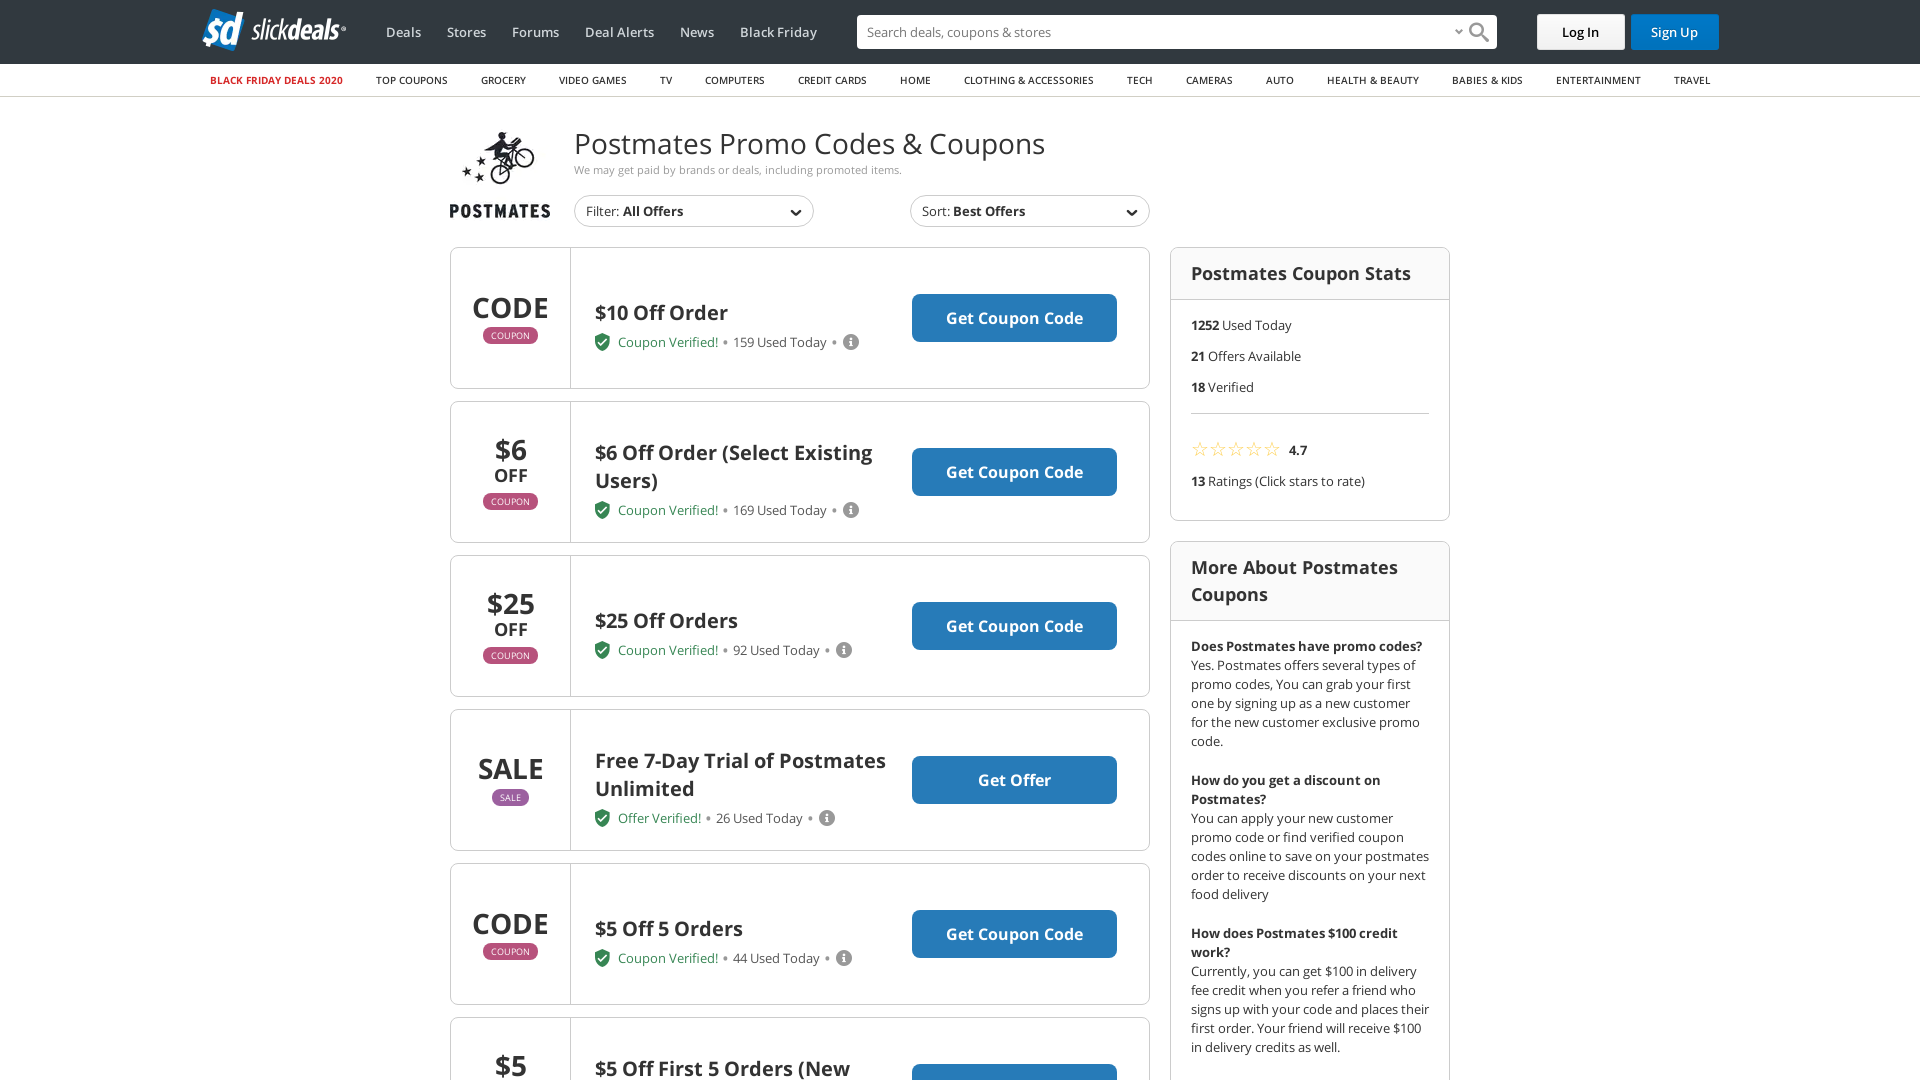 sd slickdeals
Deals Stores Forums Deal Alerts News Black Friday Search deals, coupons & stores Log In Sign Up
BLACK FRIDAY DEALS 2020 TOP COUPONS GROCERY VIDEO GAMES TV COMPUTERS CREDIT CARDS HOME CLOTHING & ACCESSORIES TECH CAMERAS AUTO HEALTH & BEAUTY BABIES & KIDS ENTERTAINMENT TRAVEL
POSTMATES
Postmates Promo Codes & Coupons
We may get paid by brands or deals, including promoted items.
Filter: All Offers
Sort: Best Offers
CODE
COUPON
$10 Off Order
Coupon Verified! • 159 Used Today •
Get Coupon Code
$6
OFF
COUPON
$6 Off Order (Select Existing
Users)
Coupon Verified! • 169 Used Today •
Get Coupon Code
$25
OFF
COUPON
$25 Off Orders
Coupon Verified! • 92 Used Today •
Get Coupon Code
SALE
SALE
Free 7-Day Trial of Postmates
Unlimited
Offer Verified! • 26 Used Today •
Get Offer
CODE
COUPON
$5 Off 5 Orders
Coupon Verified! • 44 Used Today •
Get Coupon Code
$5
$5 Off First 5 Orders (New
Postmates Coupon Stats
1252 Used Today
21 Offers Available
18 Verified
4.7
13 Ratings (Click stars to rate)
More About Postmates
Coupons
Does Postmates have promo codes?
Yes. Postmates offers several types of
promo codes, You can grab your first
one by signing up as a new customer
for the new customer exclusive promo
code.
How do you get a discount on
Postmates?
You can apply your new customer
promo code or find verified coupon
codes online to save on your postmates
order to receive discounts on your next
food delivery
How does Postmates $100 credit
work?
Currently, you can get $100 in delivery
fee credit when you refer a friend who
signs up with your code and places their
first order. Your friend will receive $100
in delivery credits as well.